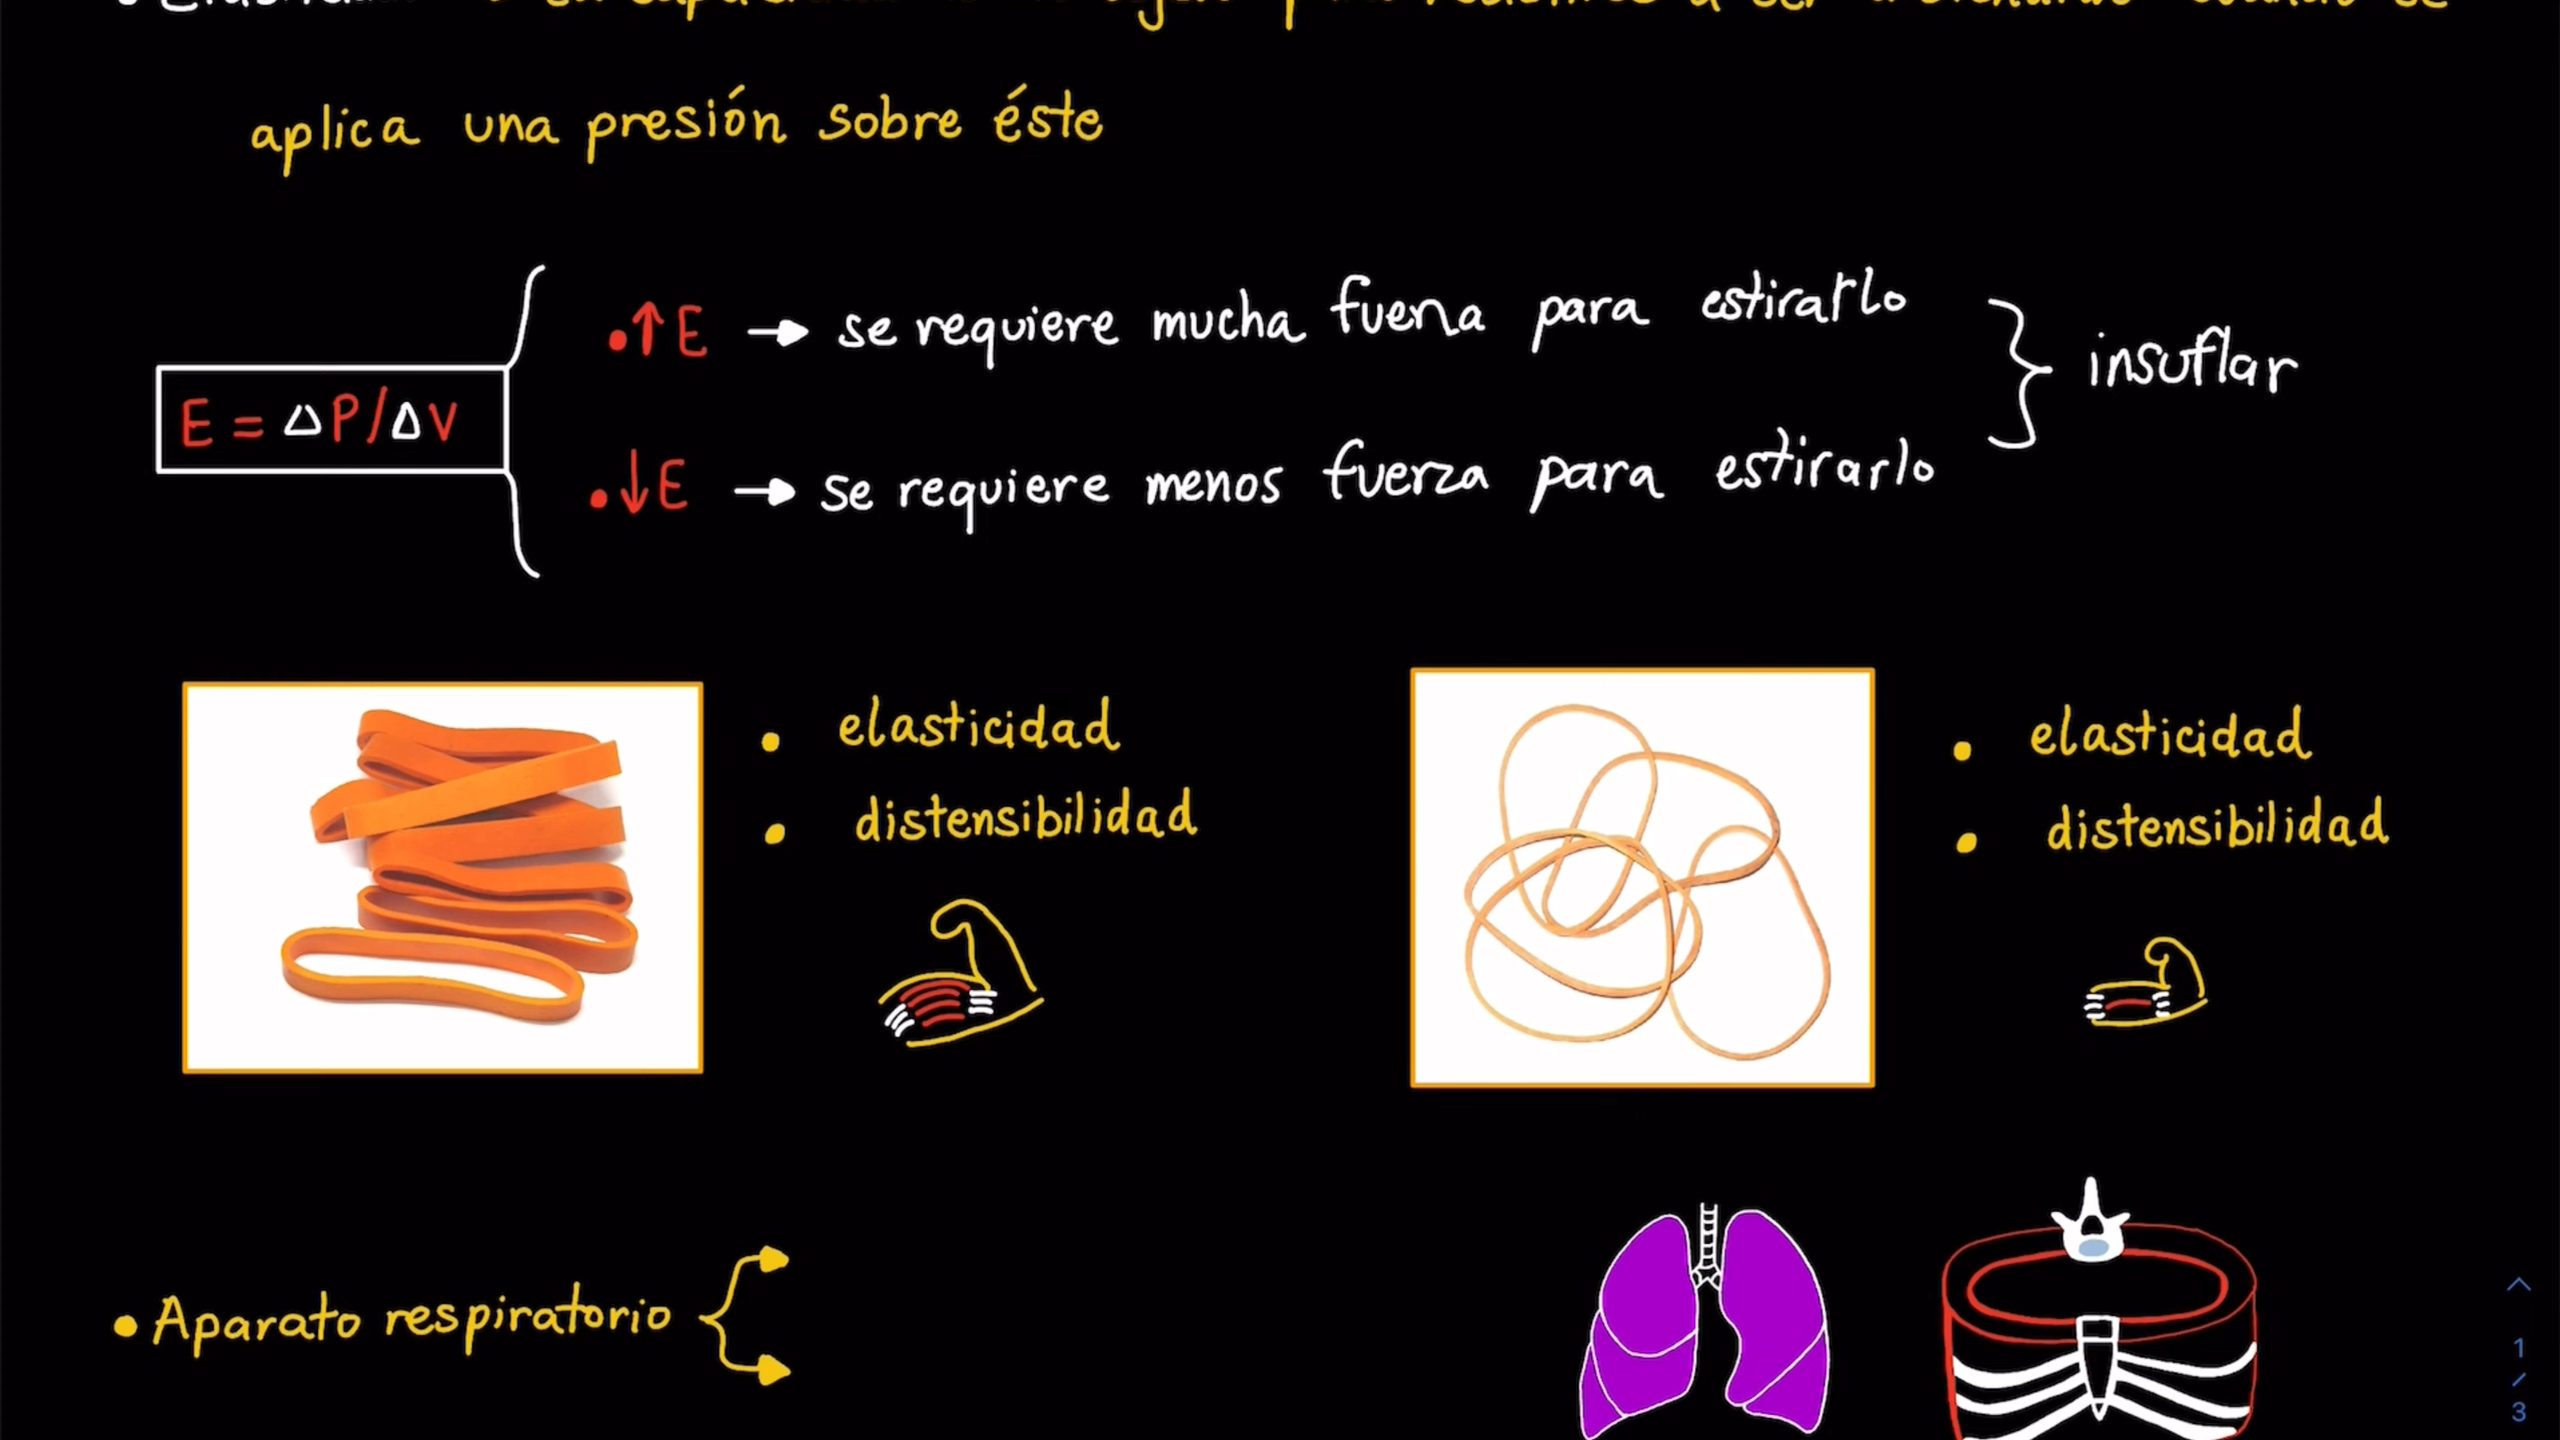 aplica una presión sobre éste
•↑E → se requiere mucha fuerza para estirarlo
insuflar
E = ΔP/ΔV
•↓E → se requiere menos fuerza para estirarlo
• elasticidad
• distensibilidad
• elasticidad
• distensibilidad
• Aparato respiratorio
1
/
3